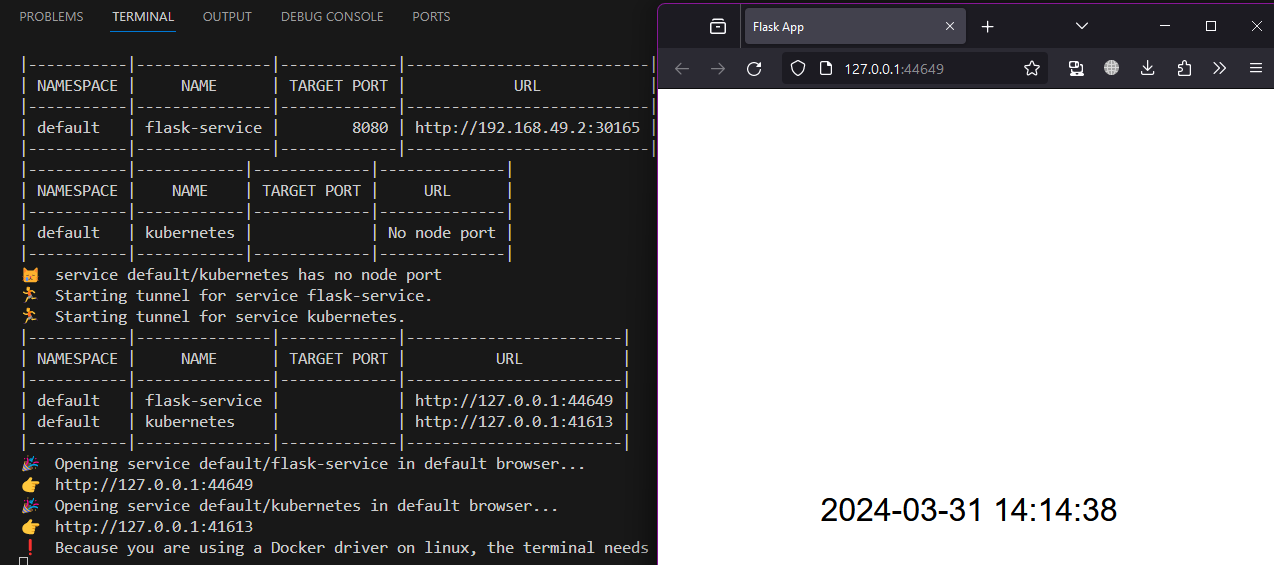 PROBLEMS TERMINAL OUTPUT DEBUG CONSOLE PORTS
|-----------|---------------|-------------|---------------------------|
| NAMESPACE | NAME | TARGET PORT | URL |
|-----------|---------------|-------------|---------------------------|
| default | flask-service | 8080 | http://192.168.49.2:30165 |
|-----------|---------------|-------------|---------------------------|
|-----------|------------|-------------|--------------|
| NAMESPACE | NAME | TARGET PORT | URL |
|-----------|------------|-------------|--------------|
| default | kubernetes | | No node port |
|-----------|------------|-------------|--------------|
😿 service default/kubernetes has no node port
🏃 Starting tunnel for service flask-service.
🏃 Starting tunnel for service kubernetes.
|-----------|---------------|-------------|------------------------|
| NAMESPACE | NAME | TARGET PORT | URL |
|-----------|---------------|-------------|------------------------|
| default | flask-service | | http://127.0.0.1:44649 |
| default | kubernetes | | http://127.0.0.1:41613 |
|-----------|---------------|-------------|------------------------|
🎉 Opening service default/flask-service in default browser...
👉 http://127.0.0.1:44649
🎉 Opening service default/kubernetes in default browser...
👉 http://127.0.0.1:41613
❗ Because you are using a Docker driver on linux, the terminal needs
Flask App
127.0.0.1:44649
2024-03-31 14:14:38